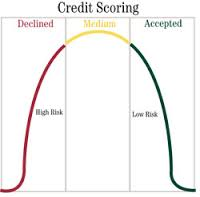 Credit Scoring
Declined Medium Accepted
High Risk
Low Risk